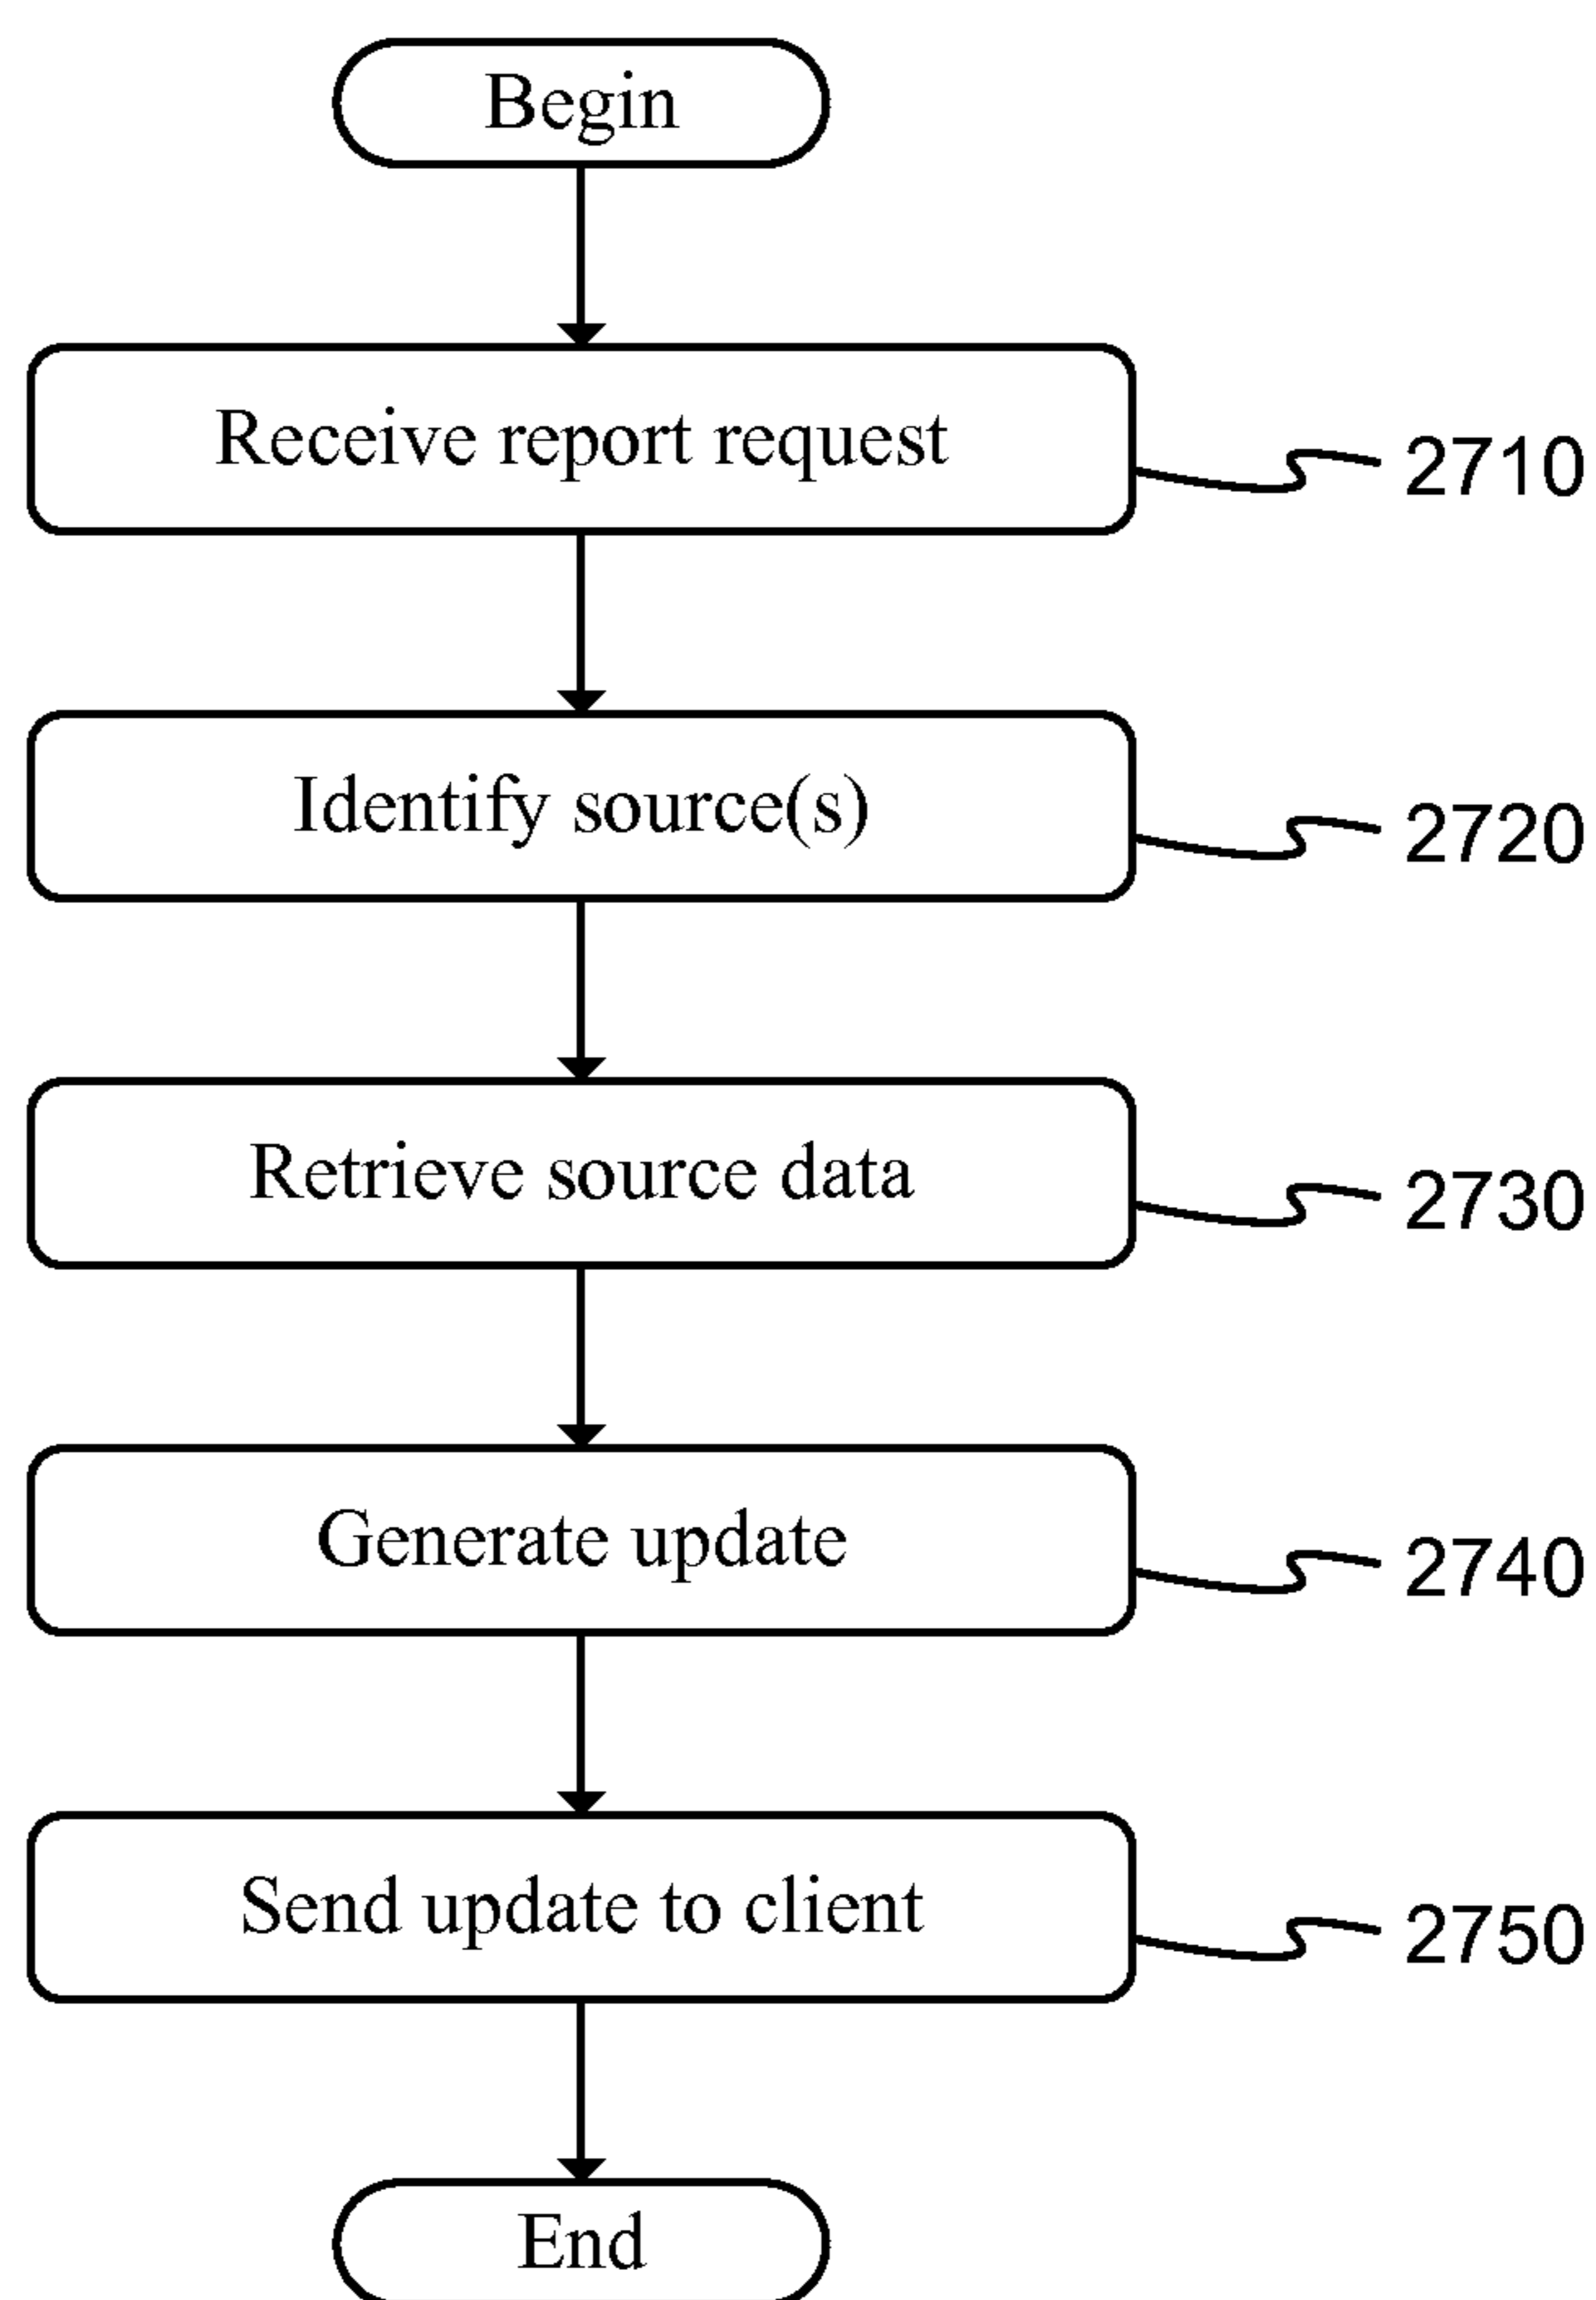 Begin
Receive report request
2710
Identify source(s)
2720
Retrieve source data
2730
Generate update
2740
Send update to client
2750
End